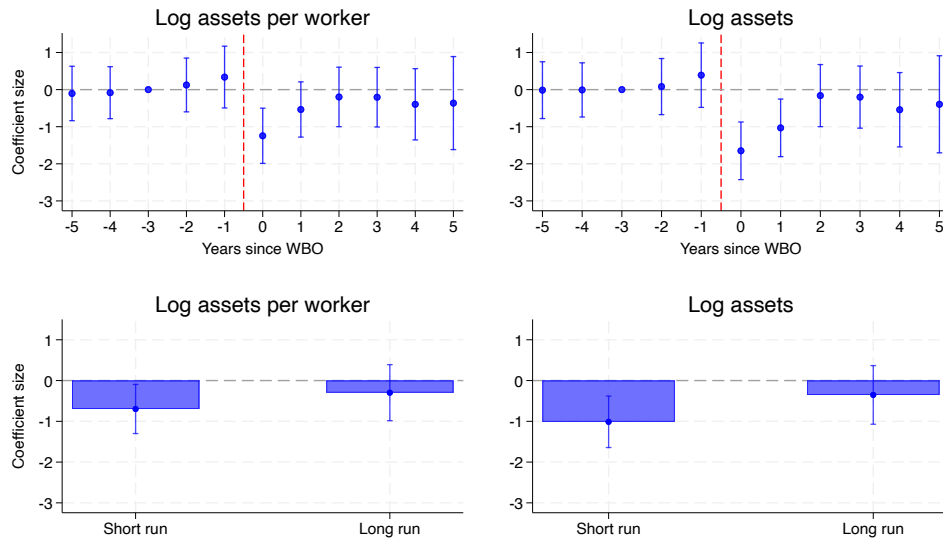 Log assets per worker
Coefficient size
1
0
-1
-2
-3
-5 -4 -3 -2 -1 0 1 2 3 4 5
Years since WBO
Log assets
1
0
-1
-2
-3
-5 -4 -3 -2 -1 0 1 2 3 4 5
Years since WBO
Log assets per worker
Coefficient size
1
0
-1
-2
-3
Short run Long run
Log assets
1
0
-1
-2
-3
Short run Long run